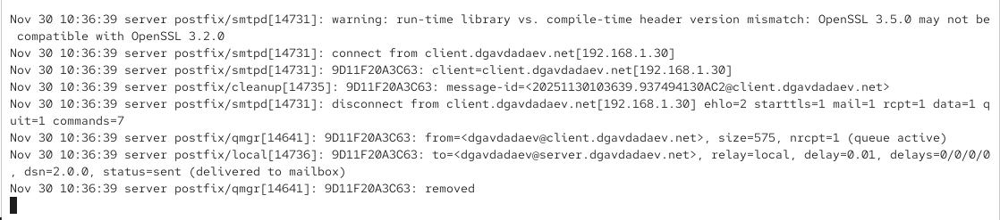 Nov 30 10:36:39 server postfix/smtpd[14731]: warning: run-time library vs. compile-time header version mismatch: OpenSSL 3.5.0 may not be
 compatible with OpenSSL 3.2.0
Nov 30 10:36:39 server postfix/smtpd[14731]: connect from client.dgavdadaev.net[192.168.1.30]
Nov 30 10:36:39 server postfix/smtpd[14731]: 9D11F20A3C63: client=client.dgavdadaev.net[192.168.1.30]
Nov 30 10:36:39 server postfix/cleanup[14735]: 9D11F20A3C63: message-id=<20251130103639.937494130AC2@client.dgavdadaev.net>
Nov 30 10:36:39 server postfix/smtpd[14731]: disconnect from client.dgavdadaev.net[192.168.1.30] ehlo=2 starttls=1 mail=1 rcpt=1 data=1 q
uit=1 commands=7
Nov 30 10:36:39 server postfix/qmgr[14641]: 9D11F20A3C63: from=<dgavdadaev@client.dgavdadaev.net>, size=575, nrcpt=1 (queue active)
Nov 30 10:36:39 server postfix/local[14736]: 9D11F20A3C63: to=<dgavdadaev@server.dgavdadaev.net>, relay=local, delay=0.01, delays=0/0/0/0
, dsn=2.0.0, status=sent (delivered to mailbox)
Nov 30 10:36:39 server postfix/qmgr[14641]: 9D11F20A3C63: removed